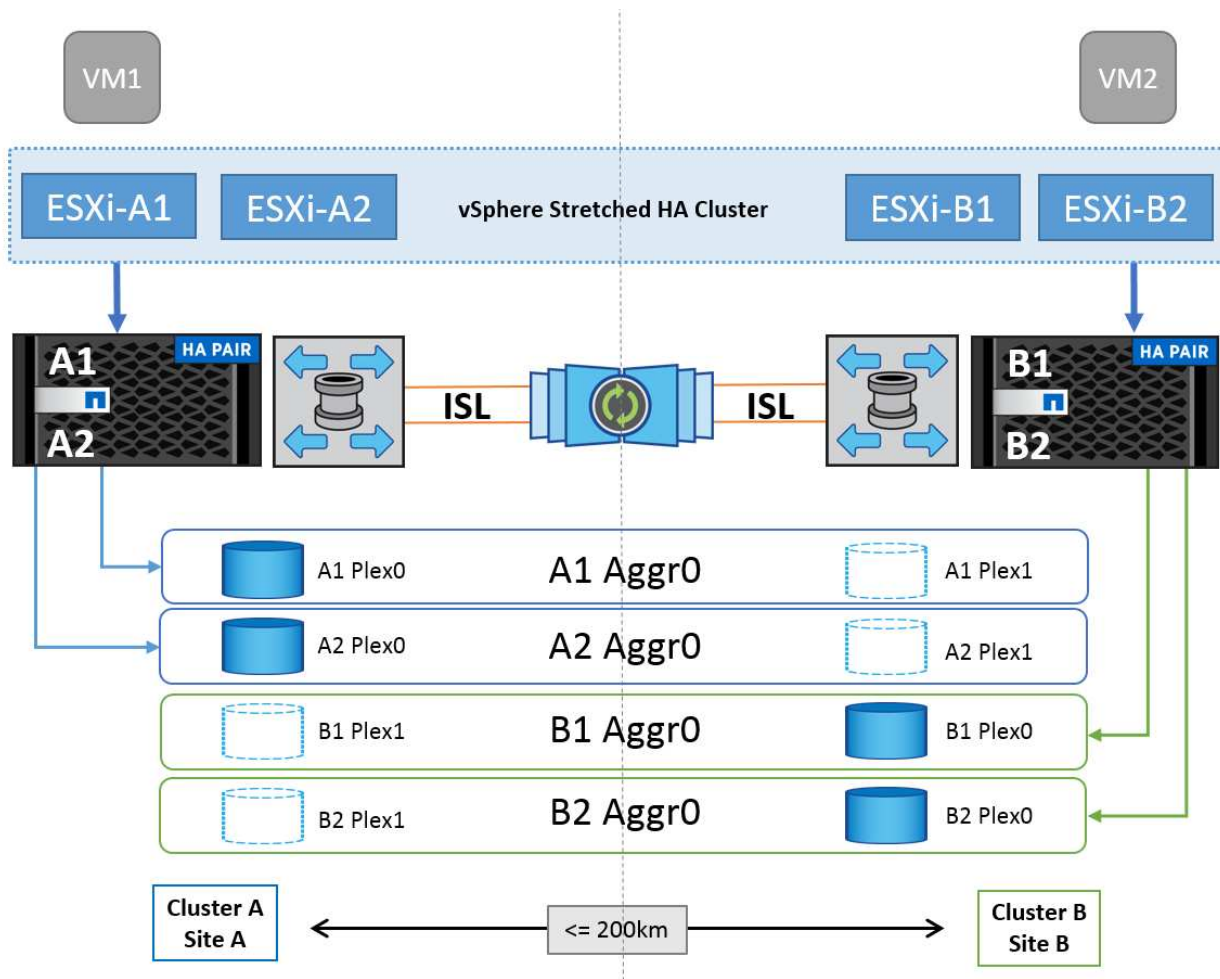 VM1
VM2
ESXi-A1
ESXi-A2
vSphere Stretched HA Cluster
ESXi-B1
ESXi-B2
A1
HA PAIR
A2
ISL
ISL
B1
HA PAIR
B2
A1 Plex0
A1 Aggr0
A1 Plex1
A2 Plex0
A2 Aggr0
A2 Plex1
B1 Plex1
B1 Aggr0
B1 Plex0
B2 Plex1
B2 Aggr0
B2 Plex0
Cluster A
Site A
<= 200km
Cluster B
Site B